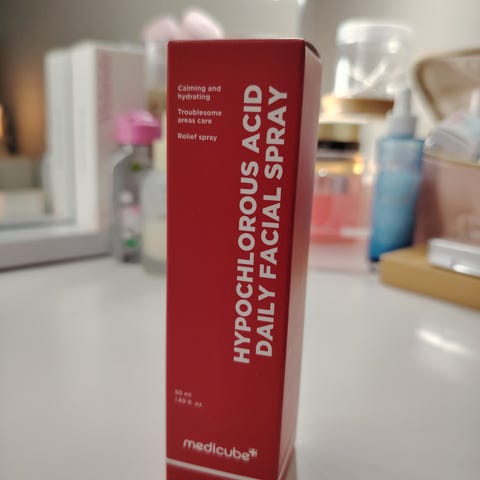 Calming and
hydrating
Troublesome
areas care
Relief spray
HYPOCHLOROUS ACID
DAILY FACIAL SPRAY
50 ml
1.69 fl. oz.
medicube